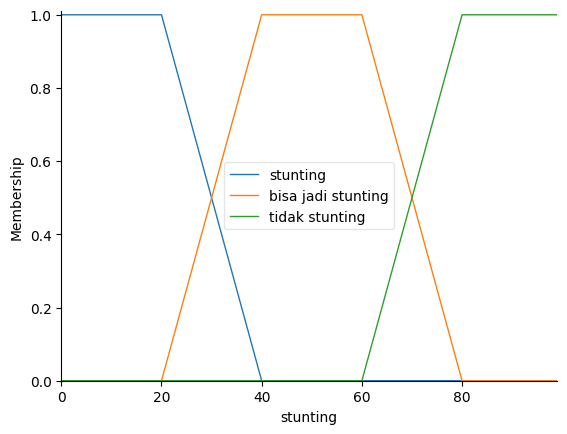 1.0
0.8
0.6
0.4
0.2
0.0
Membership
stunting
bisa jadi stunting
tidak stunting
0 20 40 60 80
stunting